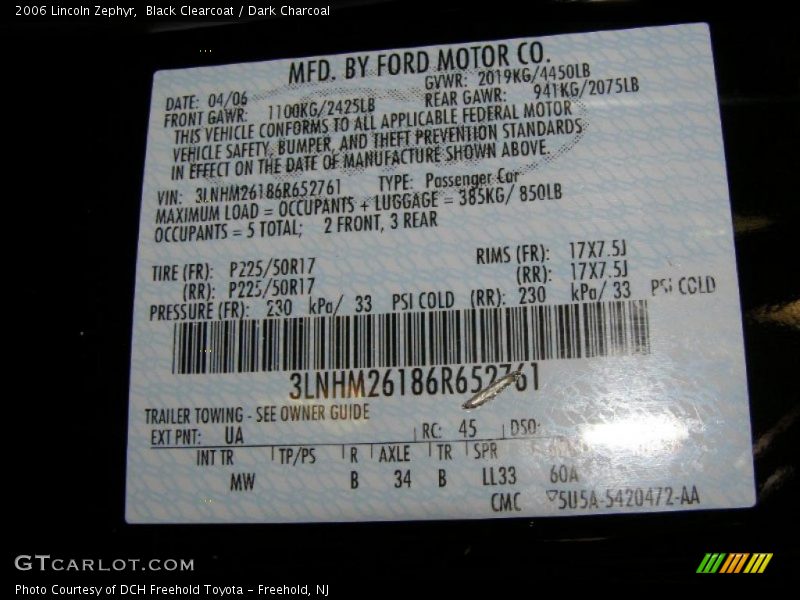 2006 Lincoln Zephyr,  Black Clearcoat / Dark Charcoal
MFD. BY FORD MOTOR CO.
DATE: 04/06 GVWR: 2019KG/4450LB
FRONT GAWR: 1100KG/2425LB REAR GAWR: 941KG/2075LB
THIS VEHICLE CONFORMS TO ALL APPLICABLE FEDERAL MOTOR
VEHICLE SAFETY, BUMPER, AND THEFT PREVENTION STANDARDS
IN EFFECT ON THE DATE OF MANUFACTURE SHOWN ABOVE.
VIN: 3LNHM26186R652761 TYPE: Passenger Car
MAXIMUM LOAD = OCCUPANTS + LUGGAGE = 385KG/ 850LB
OCCUPANTS = 5 TOTAL; 2 FRONT, 3 REAR
TIRE (FR): P225/50R17 RIMS (FR): 17X7.5J
(RR): P225/50R17 (RR): 17X7.5J
PRESSURE (FR): 230 kPa/ 33 PSI COLD (RR): 230 kPa/ 33 PSI COLD
3LNHM26186R652761
TRAILER TOWING - SEE OWNER GUIDE
EXT PNT: UA RC: 45 DSO:
INT TR TP/PS R AXLE TR SPR
MW B 34 B LL33 60A
CMC 5U5A-5420472-AA
GTCARLOT.COM
Photo Courtesy of DCH Freehold Toyota - Freehold, NJ